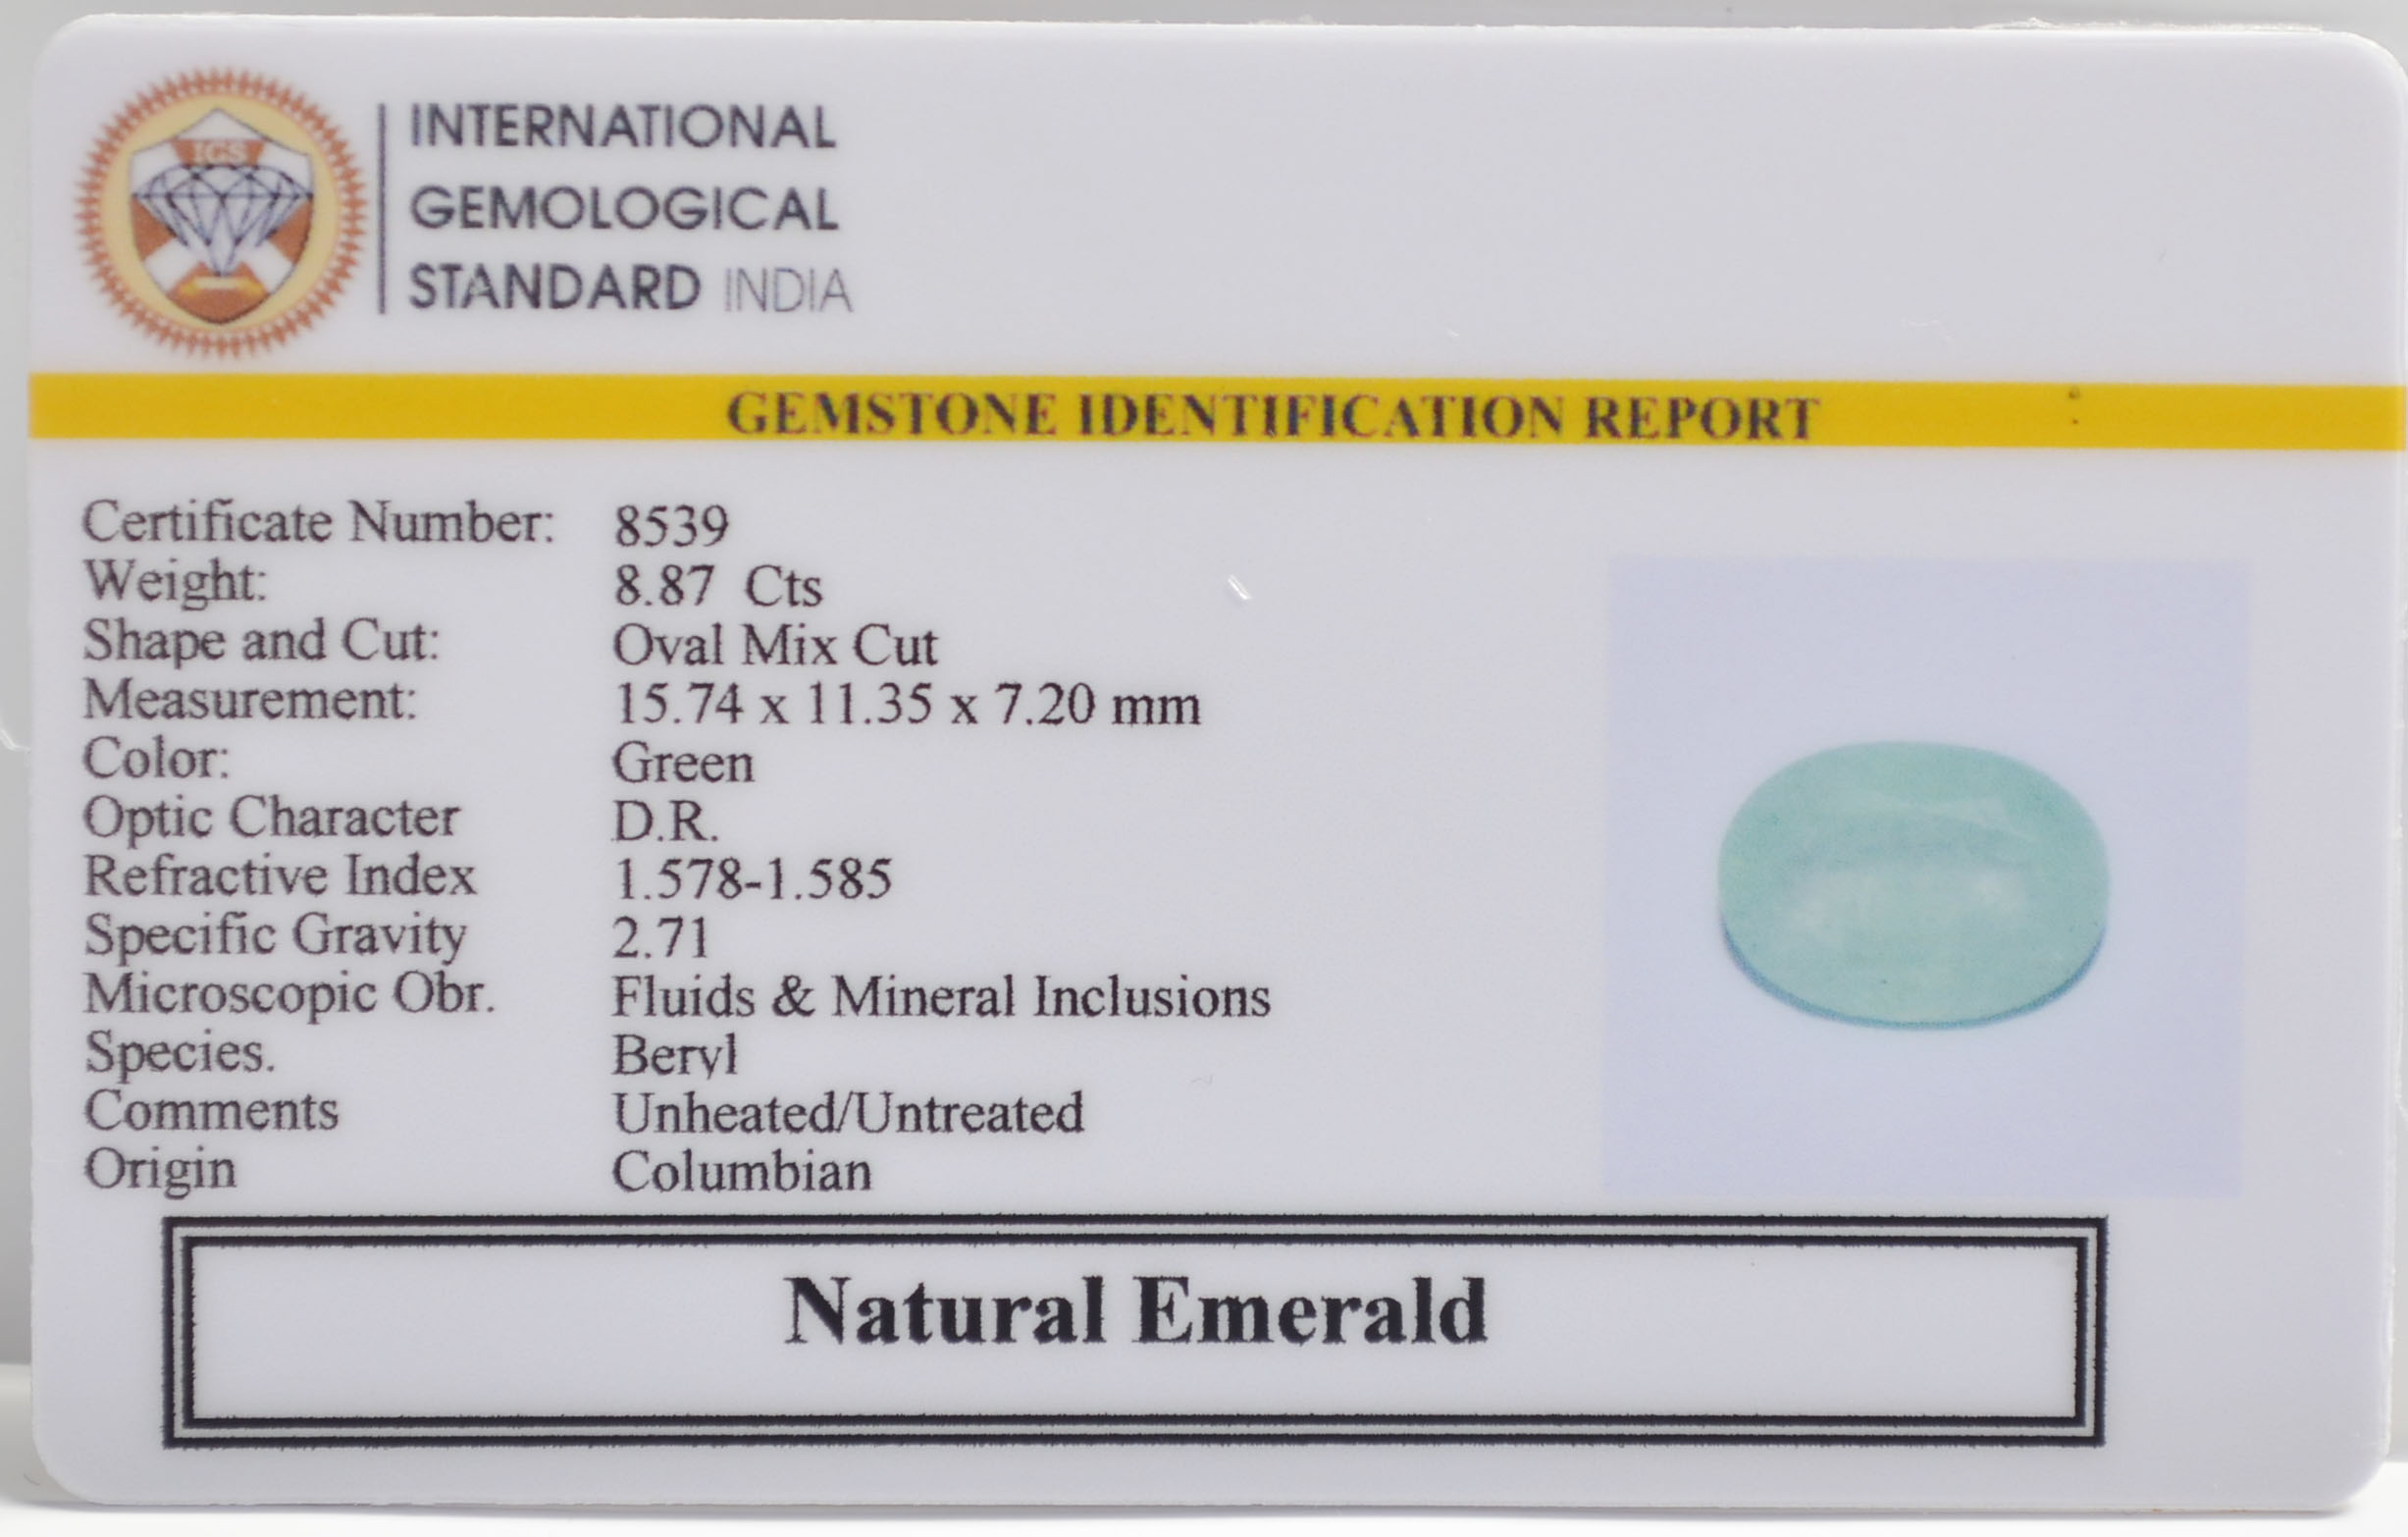 IGS
INTERNATIONAL
GEMOLOGICAL
STANDARD INDIA
GEMSTONE IDENTIFICATION REPORT
Certificate Number: 8539
Weight: 8.87 Cts
Shape and Cut: Oval Mix Cut
Measurement: 15.74 x 11.35 x 7.20 mm
Color: Green
Optic Character D.R.
Refractive Index 1.578-1.585
Specific Gravity 2.71
Microscopic Obr. Fluids & Mineral Inclusions
Species. Beryl
Comments Unheated/Untreated
Origin Columbian
Natural Emerald